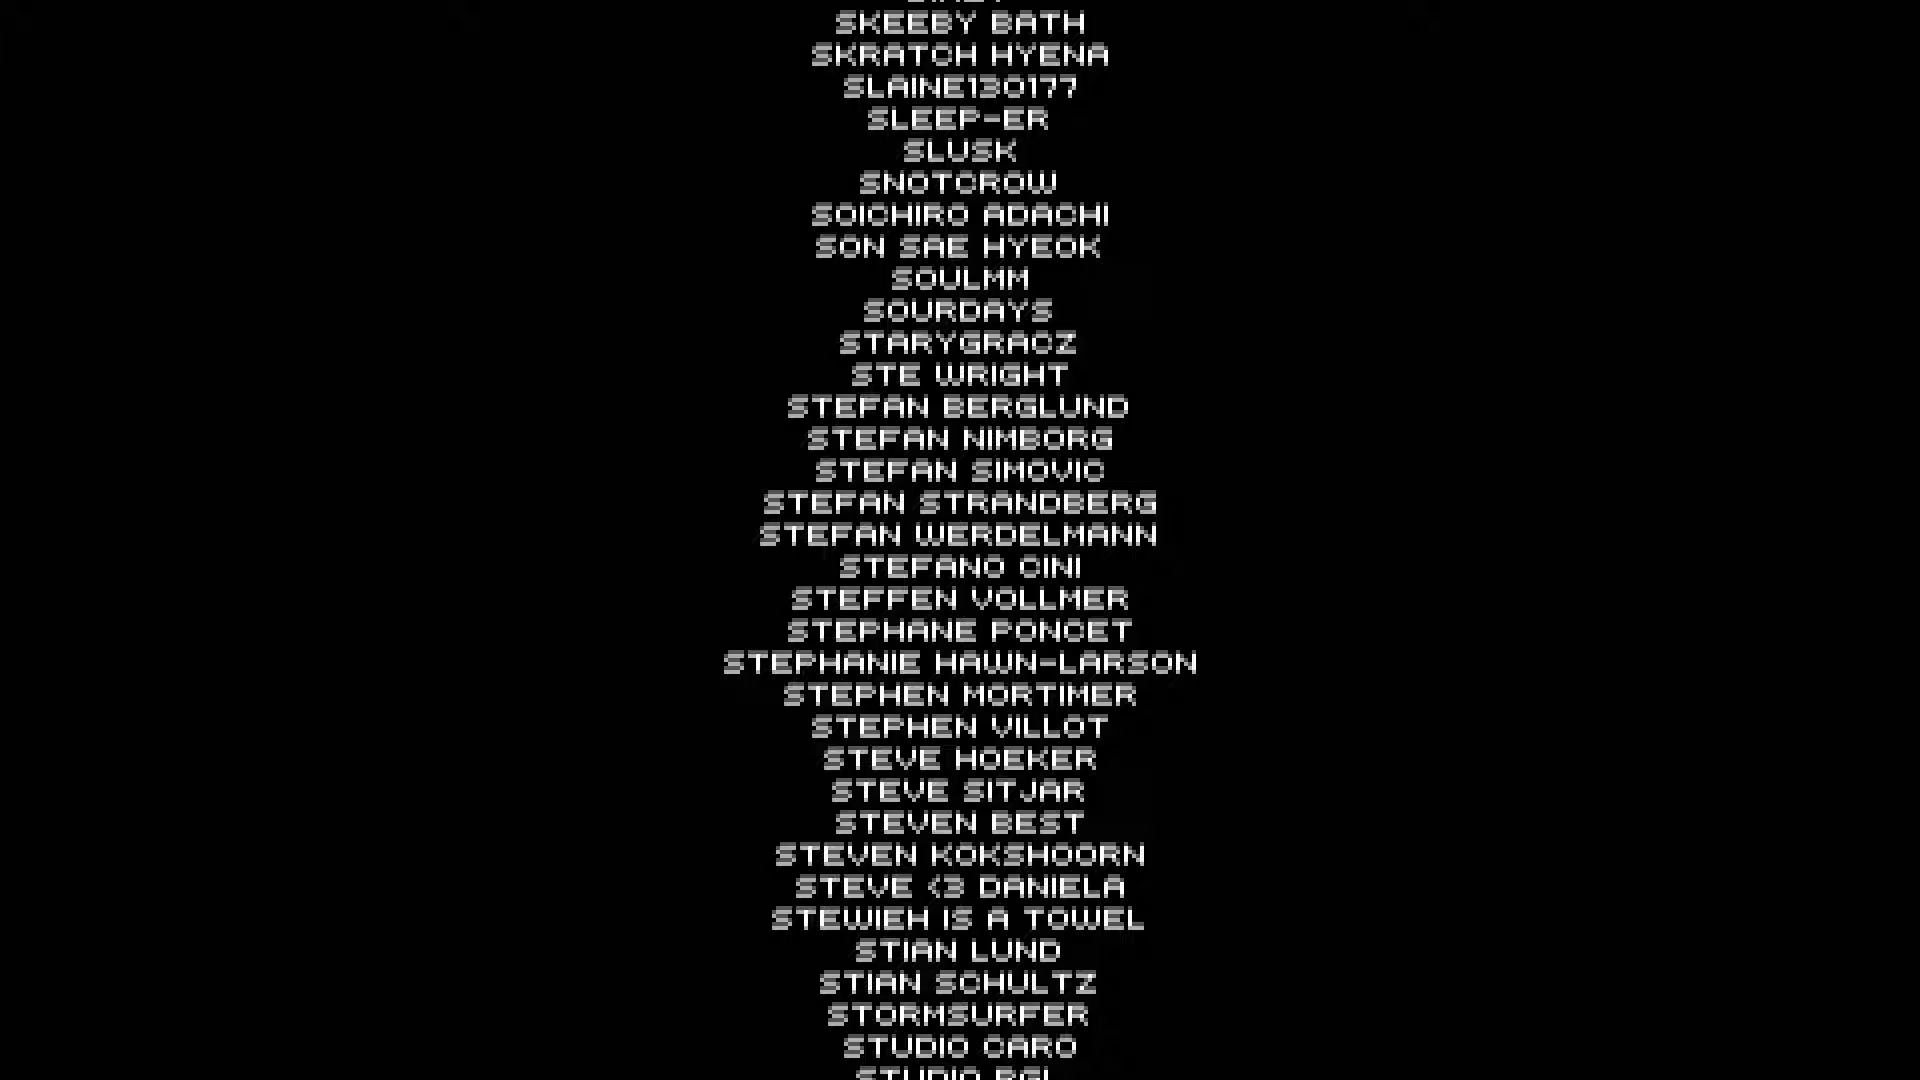 SKEEBY BATH
SKRATCH HYENA
SLAINE130177
SLEEP-ER
SLUSK
SNOTCROW
SOICHIRO ADACHI
SON SAE HYEOK
SOULMM
SOURDAYS
STARYGRACZ
STE WRIGHT
STEFAN BERGLUND
STEFAN NIMBORG
STEFAN SIMOVIC
STEFAN STRANDBERG
STEFAN WERDELMANN
STEFANO CINI
STEFFEN VOLLMER
STEPHANE PONCET
STEPHANIE HAWN-LARSON
STEPHEN MORTIMER
STEPHEN VILLOT
STEVE HOEKER
STEVE SITJAR
STEVEN BEST
STEVEN KOKSHOORN
STEVE <3 DANIELA
STEWIEH IS A TOWEL
STIAN LUND
STIAN SCHULTZ
STORMSURFER
STUDIO CARO
STUDIO